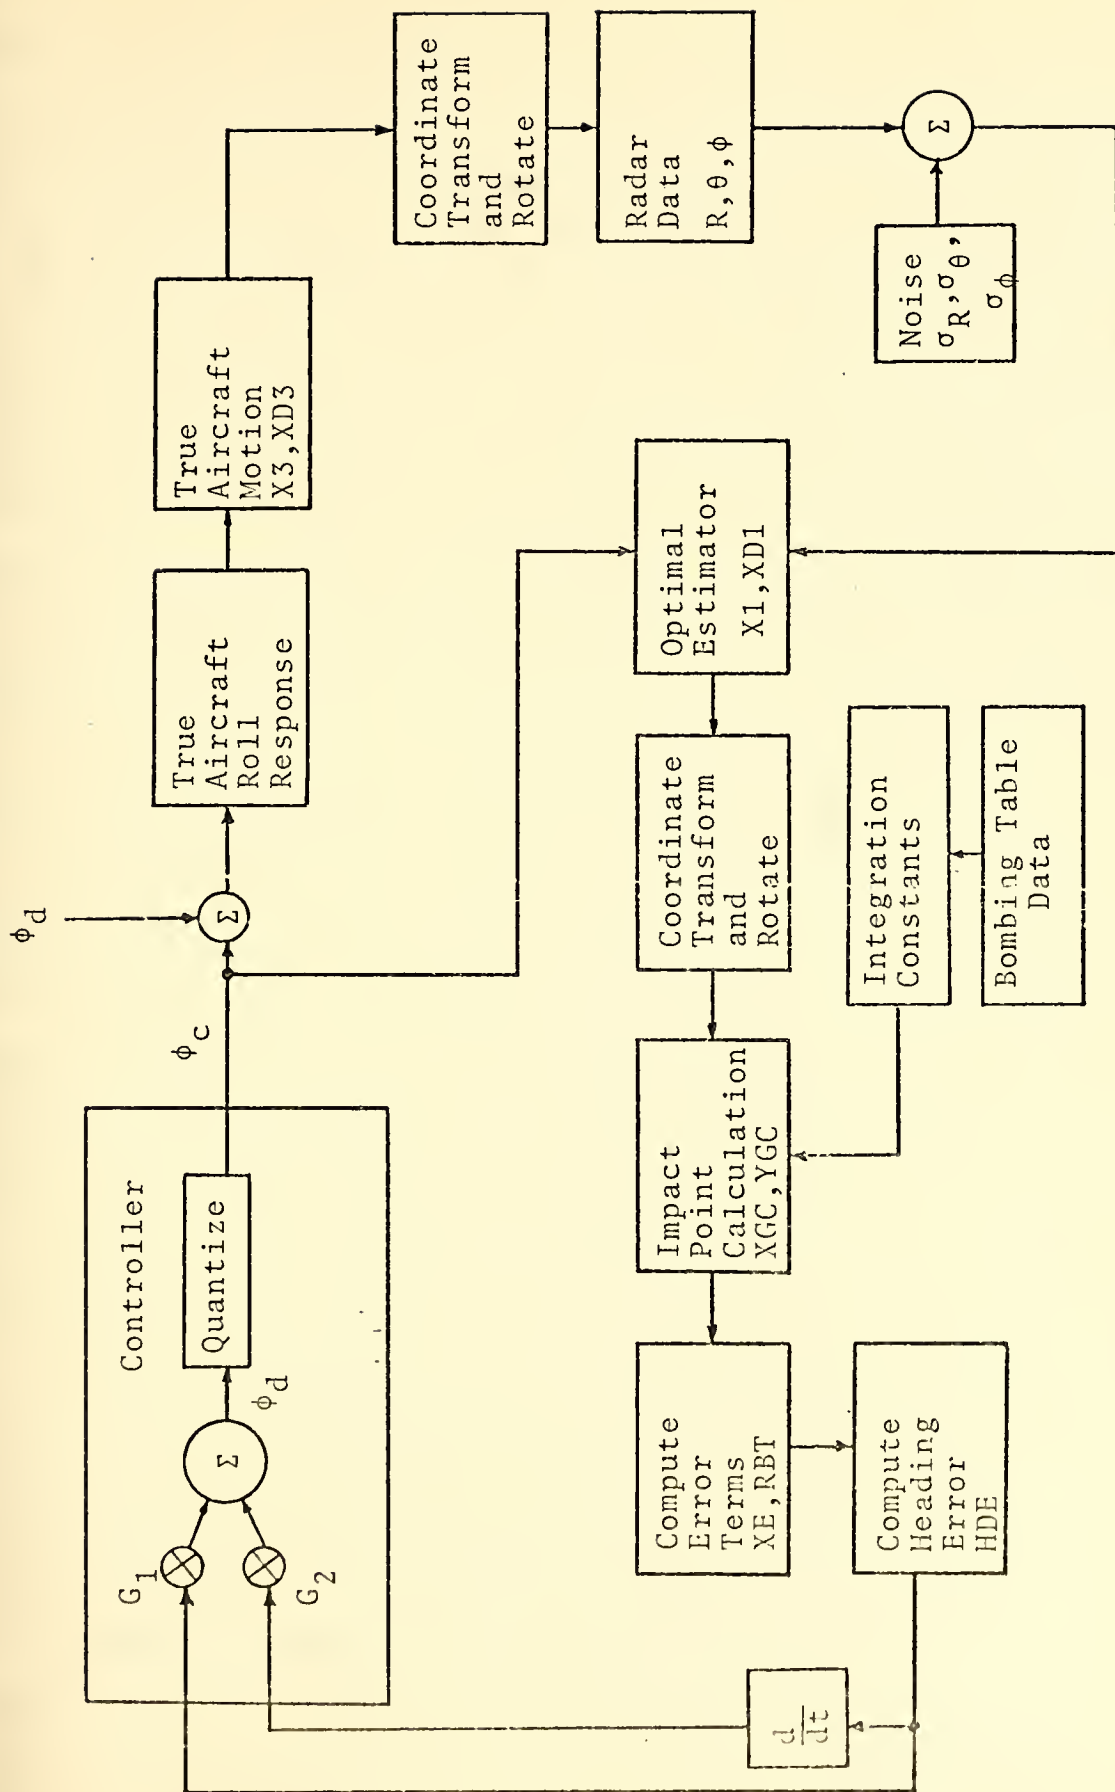 Controller
G1
G2
Σ
ϕd
Quantize
ϕc
ϕd
Σ
True
Aircraft
Roll
Response
True
Aircraft
Motion
X3,XD3
Coordinate
Transform
and
Rotate
Radar
Data
R,θ,ϕ
Σ
Noise
σR,σθ,
σϕ
Optimal
Estimator
X1,XD1
Coordinate
Transform
and
Rotate
Impact
Point
Calculation
XGC,YGC
Integration
Constants
Bombing Table
Data
Compute
Error
Terms
XE,RBT
Compute
Heading
Error
HDE
d
dt